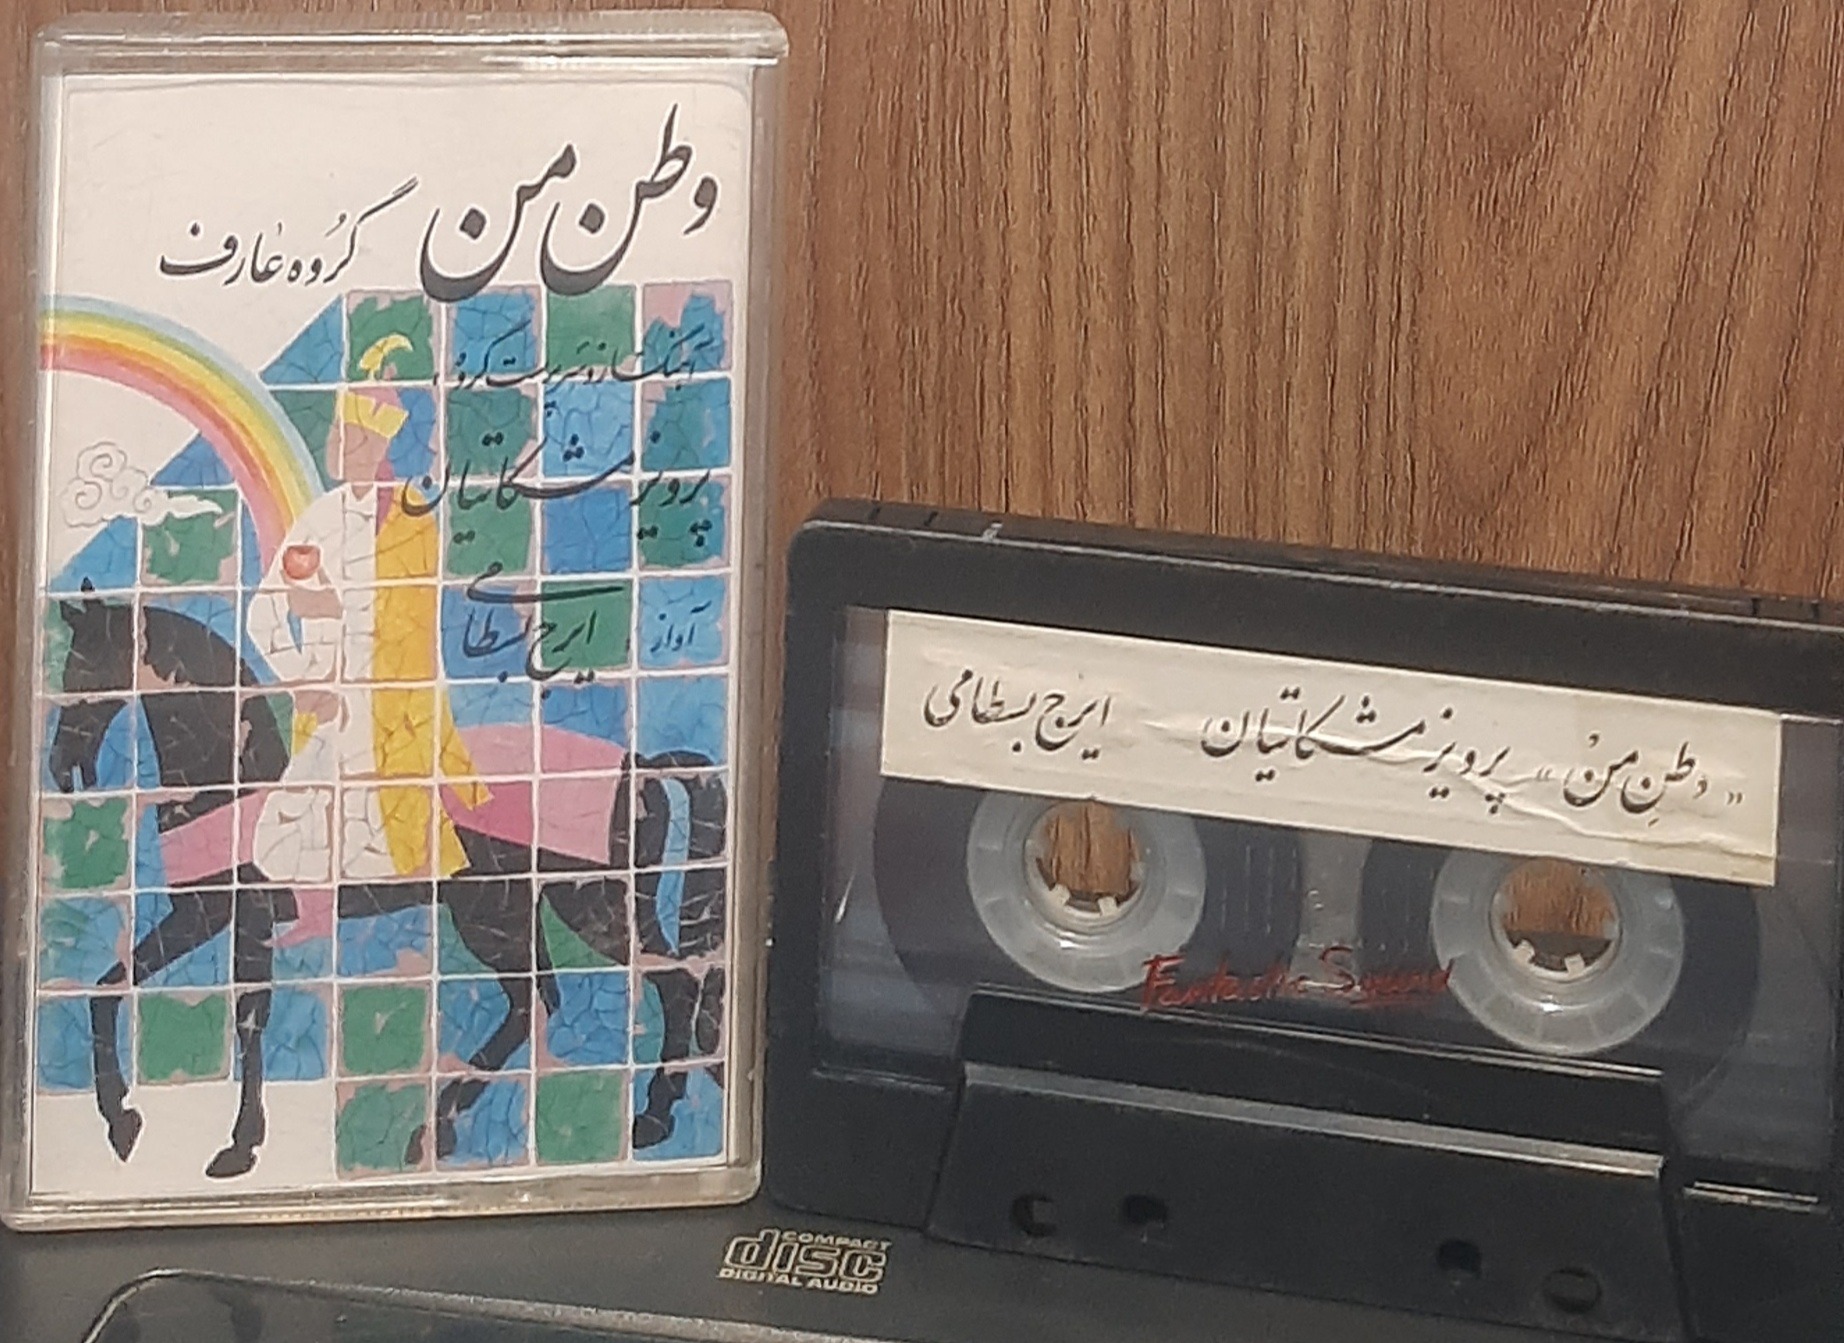 وطن من
گروه عارف
آهنگساز و سرپرست گروه
پرویز مشکاتیان
آواز ایرج بسطامی
«وطنِ من» پرویز مشکاتیان ایرج بسطامی
Fantastic Sound
COMPACT
disc
DIGITAL AUDIO